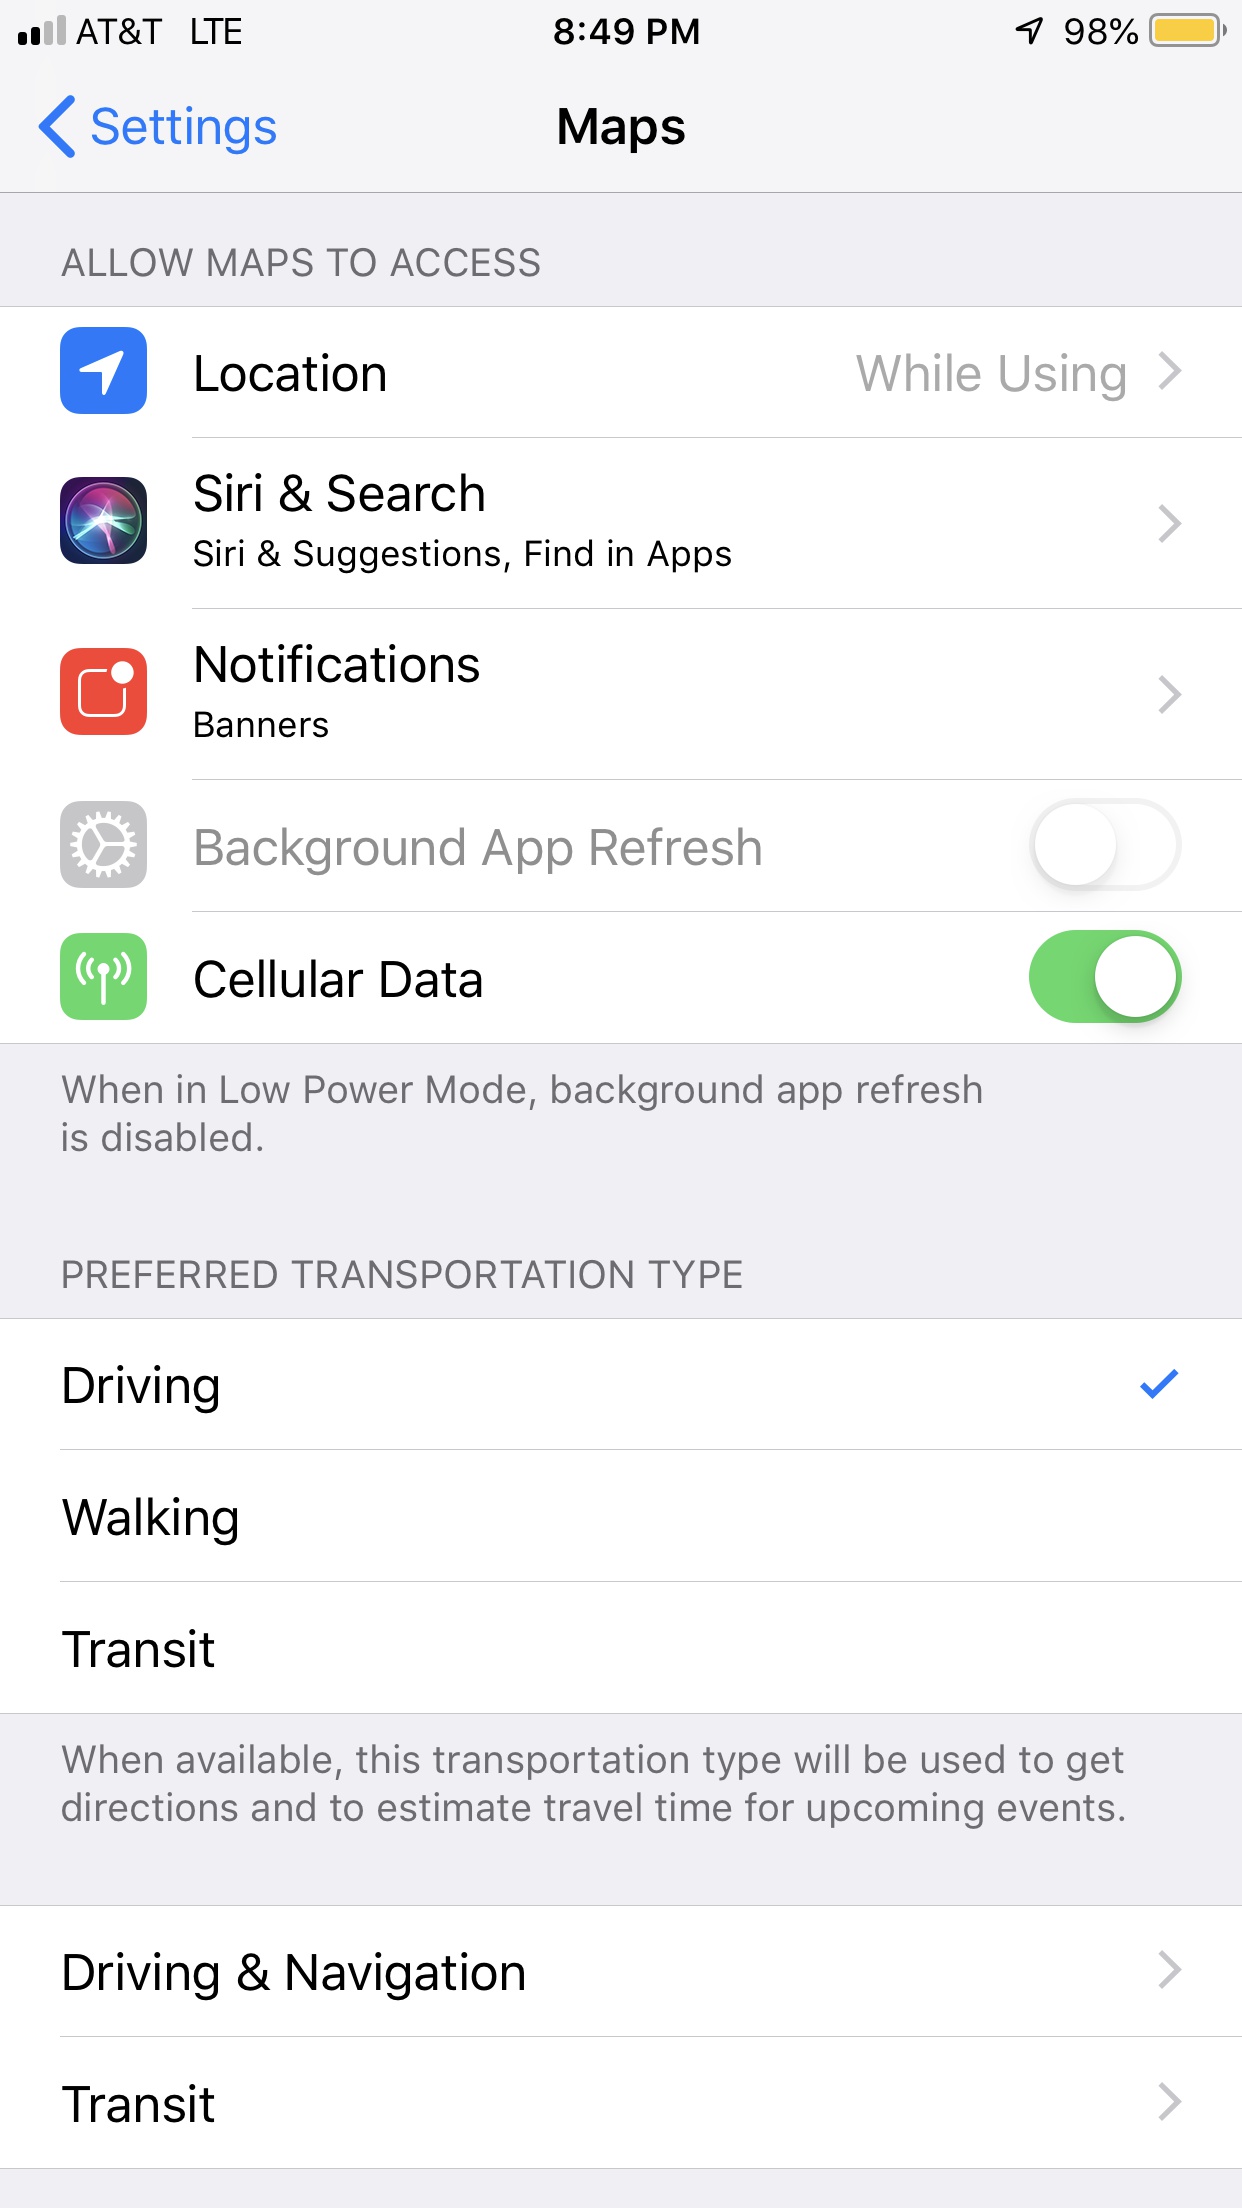 AT&T LTE 8:49 PM 98%
Settings Maps
ALLOW MAPS TO ACCESS
Location While Using
Siri & Search
Siri & Suggestions, Find in Apps
Notifications
Banners
Background App Refresh
Cellular Data
When in Low Power Mode, background app refresh
is disabled.
PREFERRED TRANSPORTATION TYPE
Driving
Walking
Transit
When available, this transportation type will be used to get
directions and to estimate travel time for upcoming events.
Driving & Navigation
Transit